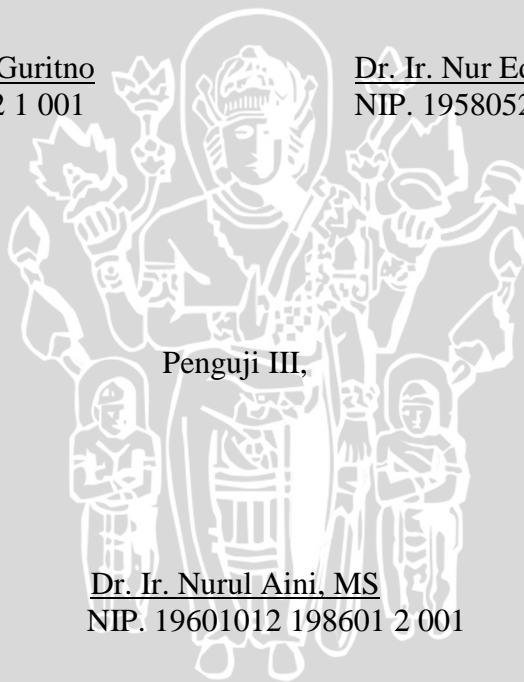 Guritno Dr. Ir. Nur
2 1 001 NIP. 1958052
Penguji III,
Dr. Ir. Nurul Aini, MS
NIP. 19601012 198601 2 001